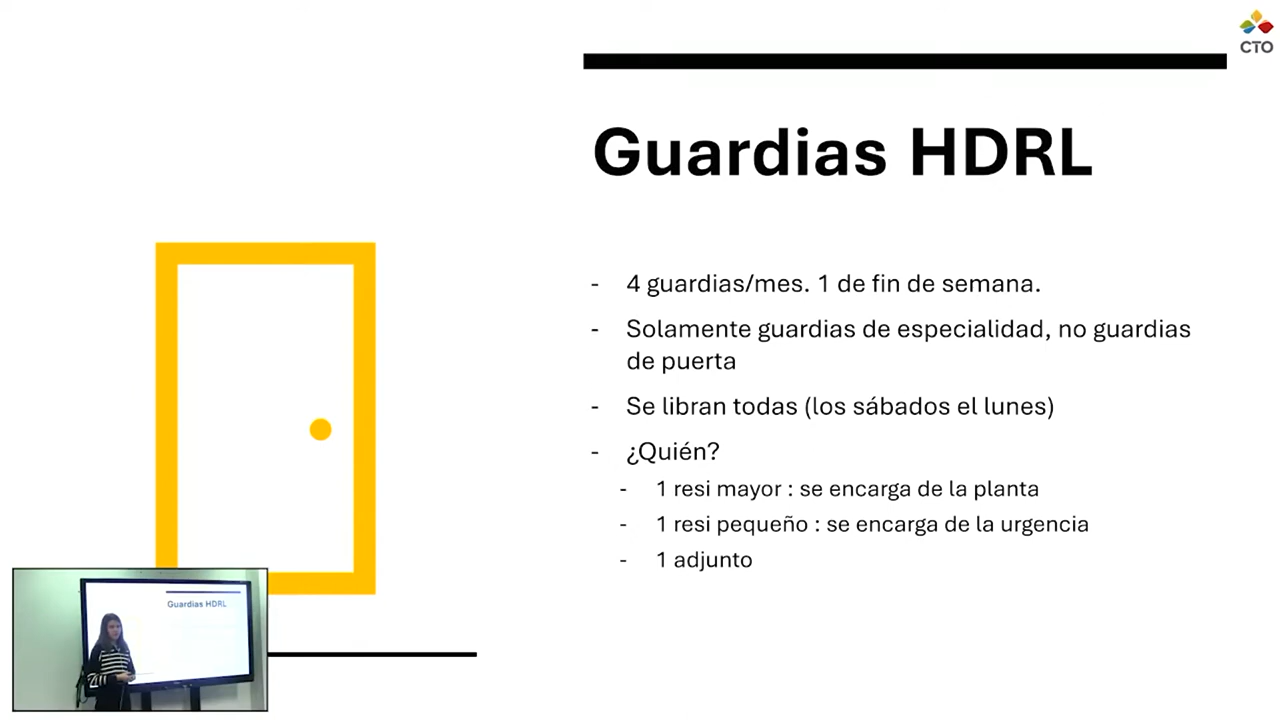 CTO
Guardias HDRL
- 4 guardias/mes. 1 de fin de semana.
- Solamente guardias de especialidad, no guardias
de puerta
- Se libran todas (los sábados el lunes)
- ¿Quién?
- 1 resi mayor : se encarga de la planta
- 1 resi pequeño : se encarga de la urgencia
- 1 adjunto
Guardias HDRL